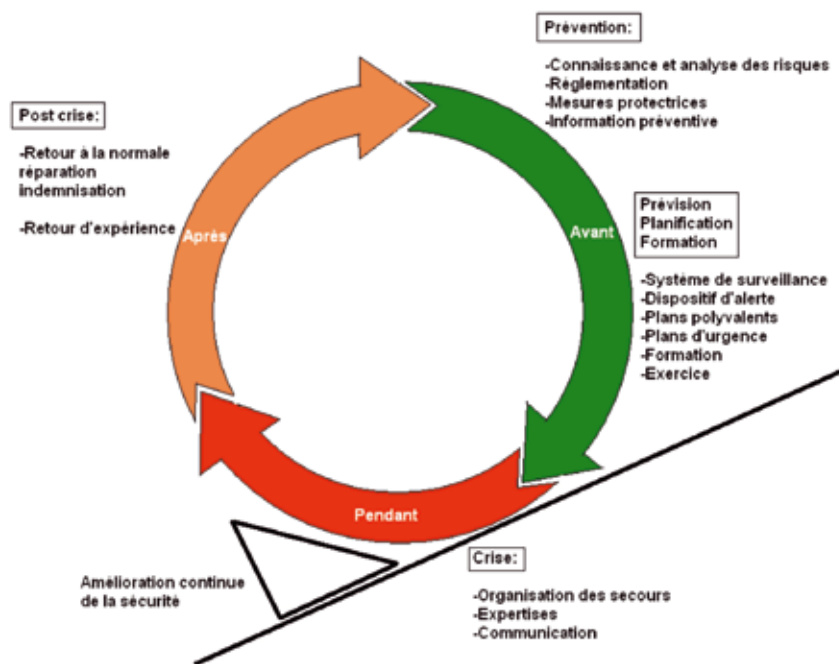 Prévention:
-Connaissance et analyse des risques
-Réglementation
-Mesures protectrices
-Information préventive
Post crise:
-Retour à la normale
réparation
indemnisation
-Retour d'expérience
Après
Avant
Prévision
Planification
Formation
-Système de surveillance
-Dispositif d'alerte
-Plans polyvalents
-Plans d'urgence
-Formation
-Exercice
Pendant
Crise:
-Organisation des secours
-Expertises
-Communication
Amélioration continue
de la sécurité